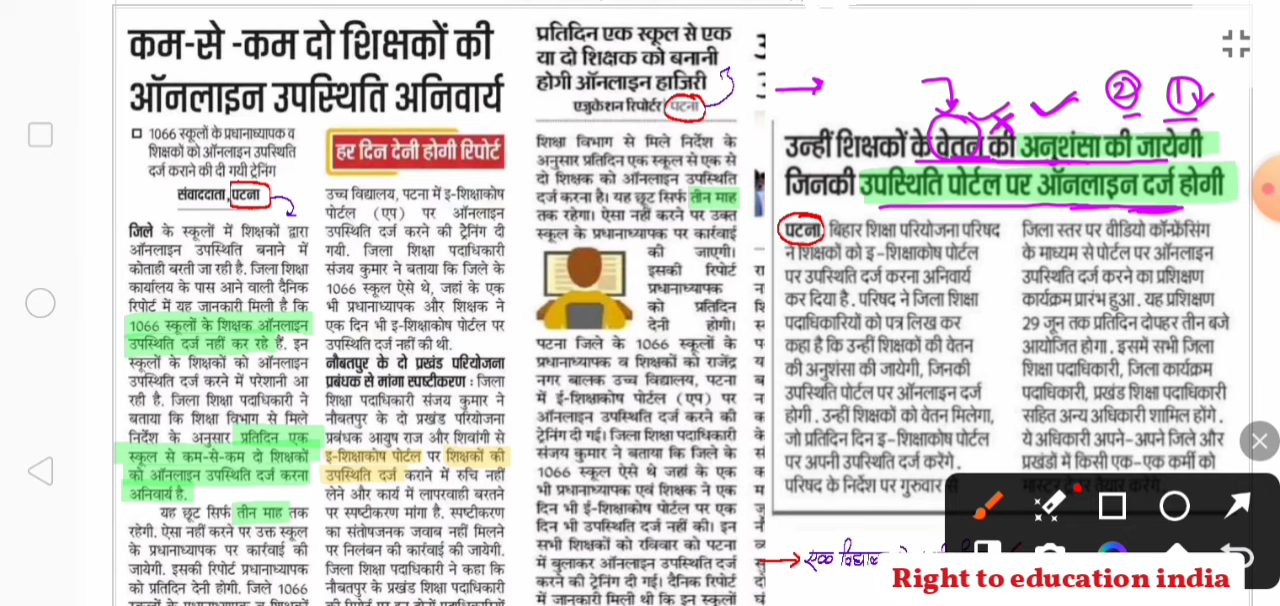 कम-से -कम दो शिक्षकों की
ऑनलाइन उपस्थिति अनिवार्य
1066 स्कूलों के प्रधानाध्यापक व
शिक्षकों को ऑनलाइन उपस्थिति
दर्ज कराने की दी गयी ट्रेनिंग
संवाददाता, पटना
जिले के स्कूलों में शिक्षकों द्वारा
ऑनलाइन उपस्थिति बनाने में
कोताही बरती जा रही है. जिला शिक्षा
कार्यालय के पास आने वाली दैनिक
रिपोर्ट में यह जानकारी मिली है कि
1066 स्कूलों के शिक्षक ऑनलाइन
उपस्थिति दर्ज नहीं कर रहे हैं. इन
स्कूलों के शिक्षकों को ऑनलाइन
उपस्थिति दर्ज करने में परेशानी आ
रही है. जिला शिक्षा पदाधिकारी ने
बताया कि शिक्षा विभाग से मिले
निर्देश के अनुसार प्रतिदिन एक
स्कूल से कम-से-कम दो शिक्षकों
को ऑनलाइन उपस्थिति दर्ज करना
अनिवार्य है.
यह छूट सिर्फ तीन माह तक
रहेगी. ऐसा नहीं करने पर उक्त स्कूल
के प्रधानाध्यापक पर कार्रवाई की
जायेगी. इसकी रिपोर्ट प्रधानाध्यापक
को प्रतिदिन देनी होगी. जिले 1066
स्कूलों के प्रधानाध्यापक व शिक्षकों
हर दिन देनी होगी रिपोर्ट
उच्च विद्यालय, पटना में इ-शिक्षाकोष
पोर्टल (एप) पर ऑनलाइन
उपस्थिति दर्ज करने की ट्रैनिंग दी
गयी. जिला शिक्षा पदाधिकारी
संजय कुमार ने बताया कि जिले के
1066 स्कूल ऐसे थे, जहां के एक
भी प्रधानाध्यापक और शिक्षक ने
एक दिन भी इ-शिक्षाकोष पोर्टल पर
उपस्थिति दर्ज नहीं की थी.
नौबतपुर के दो प्रखंड परियोजना
प्रबंधक से मांगा स्पष्टीकरण : जिला
शिक्षा पदाधिकारी संजय कुमार ने
नौबतपुर के दो प्रखंड परियोजना
प्रबंधक आयुष राज और शिवांगी से
इ-शिक्षाकोष पोर्टल पर शिक्षकों की
उपस्थिति दर्ज कराने में रुचि नहीं
लेने और कार्य में लापरवाही बरतने
पर स्पष्टीकरण मांगा है. स्पष्टीकरण
का संतोषजनक जवाब नहीं मिलने
पर निलंबन की कार्रवाई की जायेगी.
जिला शिक्षा पदाधिकारी ने कहा कि
नौबतपुर के प्रखंड शिक्षा पदाधिकारी
प्रतिदिन एक स्कूल से एक
या दो शिक्षक को बनानी
होगी ऑनलाइन हाजिरी
एजुकेशन रिपोर्टर पटना
शिक्षा विभाग से मिले निर्देश के
अनुसार प्रतिदिन एक स्कूल से एक से
दो शिक्षक को ऑनलाइन उपस्थिति
दर्ज करना है। यह छूट सिर्फ तीन माह
तक रहेगा। ऐसा नहीं करने पर उक्त
स्कूल के प्रधानाध्यापक पर कार्रवाई
की जाएगी।
इसकी रिपोर्ट
प्रधानाध्यापक
को प्रतिदिन
देनी होगी।
पटना जिले के 1066 स्कूलों के
प्रधानाध्यापक व शिक्षकों को राजेंद्र
नगर बालक उच्च विद्यालय, पटना
में ई-शिक्षाकोष पोर्टल (एप) पर
ऑनलाइन उपस्थिति दर्ज करने की
ट्रेनिंग दी गई। जिला शिक्षा पदाधिकारी
संजय कुमार ने बताया कि जिले के
1066 स्कूल ऐसे थे जहां के एक
भी प्रधानाध्यापक एवं शिक्षक ने एक
दिन भी ई-शिक्षाकोष पोर्टल पर एक
दिन भी उपस्थिति दर्ज नहीं की। इन
सभी शिक्षकों को रविवार को पटना
में बुलाकर ऑनलाइन उपस्थिति दर्ज
करने की ट्रेनिंग दी गई। दैनिक रिपोर्ट
में जानकारी मिली थी कि इन स्कूलों
② ①
उन्हीं शिक्षकों के वेतन की अनुशंसा की जायेगी
जिनकी उपस्थिति पोर्टल पर ऑनलाइन दर्ज होगी
पटना. बिहार शिक्षा परियोजना परिषद
ने शिक्षकों को इ-शिक्षाकोष पोर्टल
पर उपस्थिति दर्ज करना अनिवार्य
कर दिया है. परिषद ने जिला शिक्षा
पदाधिकारियों को पत्र लिख कर
कहा है कि उन्हीं शिक्षकों की वेतन
की अनुशंसा की जायेगी, जिनकी
उपस्थिति पोर्टल पर ऑनलाइन दर्ज
होगी. उन्हीं शिक्षकों को वेतन मिलेगा,
जो प्रतिदिन दिन इ-शिक्षाकोष पोर्टल
पर अपनी उपस्थिति दर्ज करेंगे.
परिषद के निर्देश पर गुरुवार से
जिला स्तर पर वीडियो कॉन्फ्रेंसिंग
के माध्यम से पोर्टल पर ऑनलाइन
उपस्थिति दर्ज करने का प्रशिक्षण
कार्यक्रम प्रारंभ हुआ. यह प्रशिक्षण
29 जून तक प्रतिदिन दोपहर तीन बजे
आयोजित होगा. इसमें सभी जिला
शिक्षा पदाधिकारी, जिला कार्यक्रम
पदाधिकारी, प्रखंड शिक्षा पदाधिकारी
सहित अन्य अधिकारी शामिल होंगे.
ये अधिकारी अपने-अपने जिले और
प्रखंडों में किसी एक-एक कर्मी को
एक
Right to education india